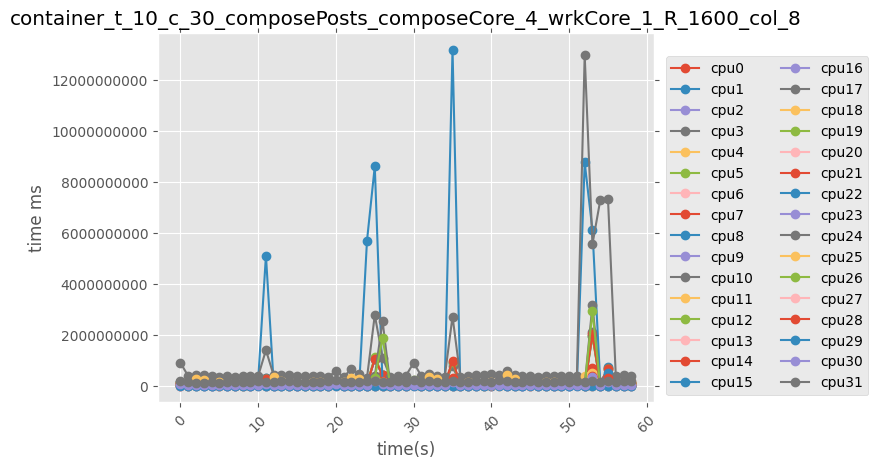 container_t_10_c_30_composePosts_composeCore_4_wrkCore_1_R_1600_col_8
time ms
12000000000
10000000000
8000000000
6000000000
4000000000
2000000000
0
0
10
20
30
40
50
60
time(s)
cpu0
cpu1
cpu2
cpu3
cpu4
cpu5
cpu6
cpu7
cpu8
cpu9
cpu10
cpu11
cpu12
cpu13
cpu14
cpu15
cpu16
cpu17
cpu18
cpu19
cpu20
cpu21
cpu22
cpu23
cpu24
cpu25
cpu26
cpu27
cpu28
cpu29
cpu30
cpu31